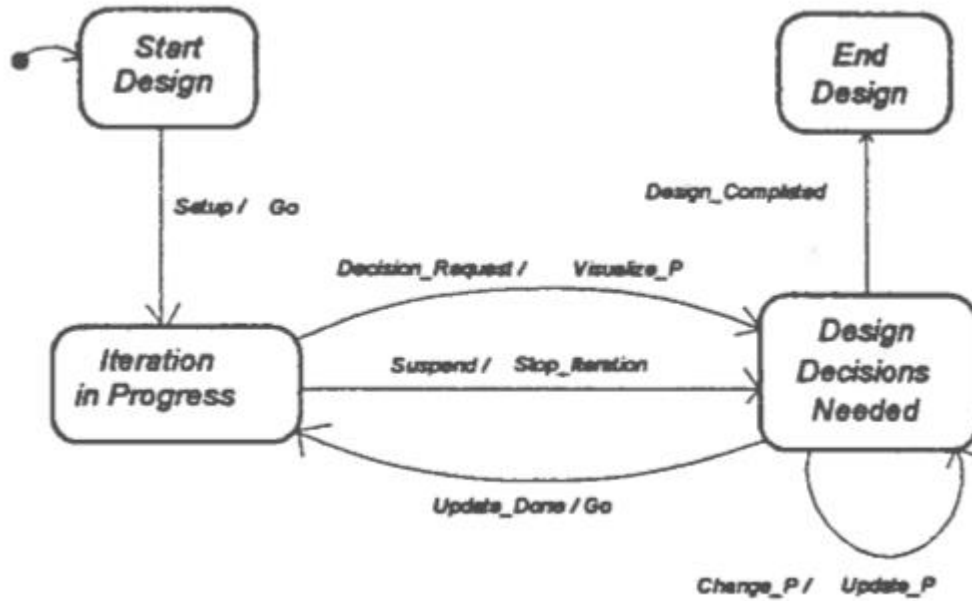 Start
Design
End
Design
Setup / Go
Design_Completed
Decision_Request / Visualize_P
Iteration
in Progress
Suspend / Stop_Iteration
Design
Decisions
Needed
Update_Done / Go
Change_P / Update_P